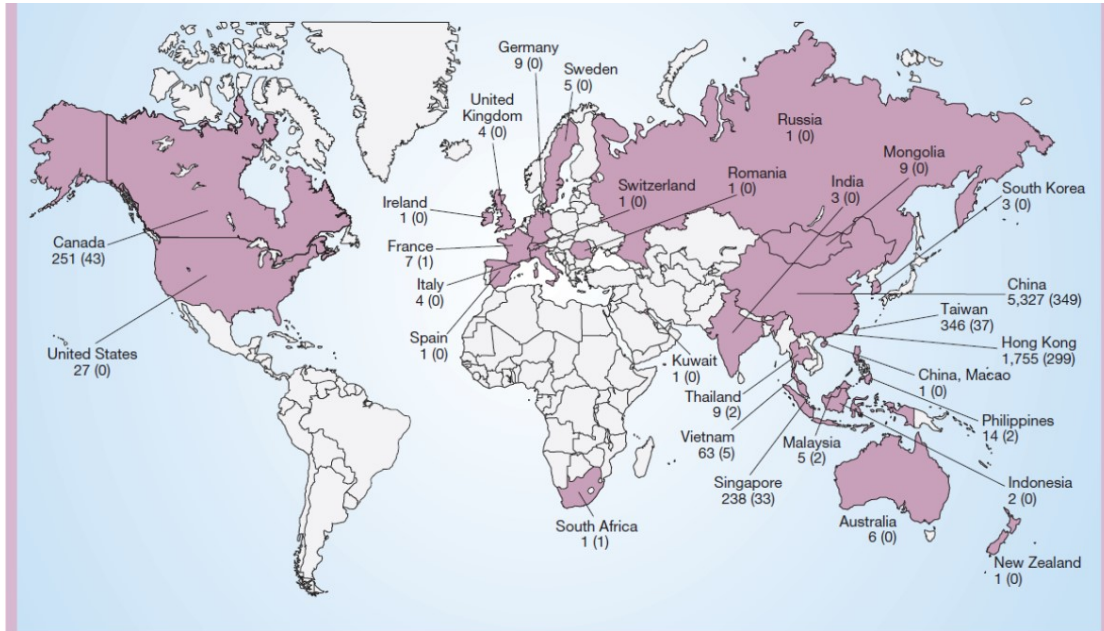 Germany
9 (0)
Sweden
5 (0)
United
Kingdom
4 (0)
Russia
1 (0)
Mongolia
9 (0)
Romania
1 (0)
India
3 (0)
Switzerland
1 (0)
South Korea
3 (0)
Ireland
1 (0)
Canada
251 (43)
France
7 (1)
Italy
4 (0)
China
5,327 (349)
Taiwan
346 (37)
Spain
1 (0)
Hong Kong
1,755 (299)
United States
27 (0)
Kuwait
1 (0)
China, Macao
1 (0)
Thailand
9 (2)
Philippines
14 (2)
Vietnam
63 (5)
Malaysia
5 (2)
Singapore
238 (33)
Indonesia
2 (0)
South Africa
1 (1)
Australia
6 (0)
New Zealand
1 (0)